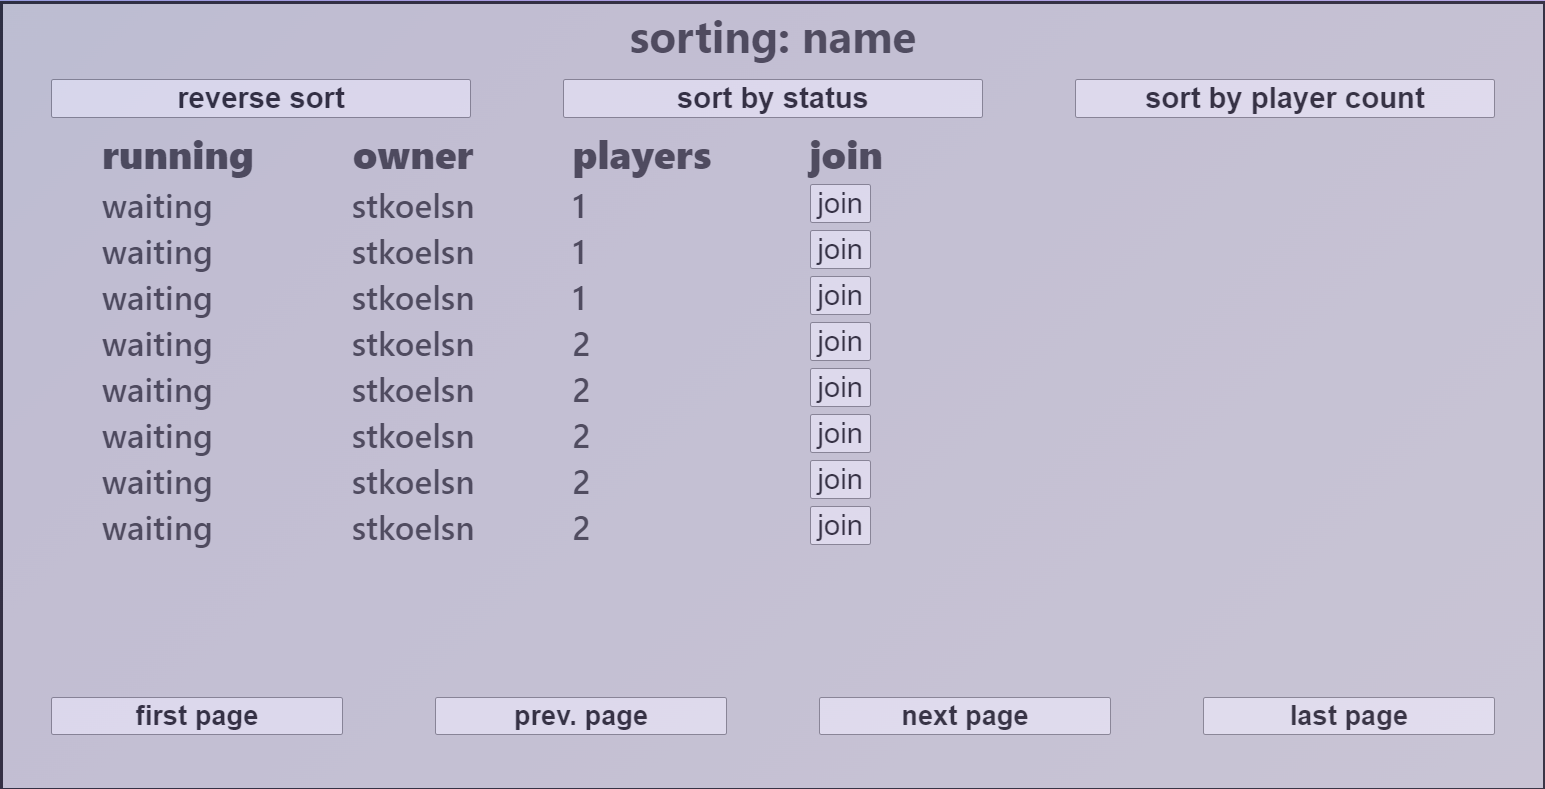 sorting: name
reverse sort sort by status sort by player count
running owner players join
waiting stkoelsn 1 join
waiting stkoelsn 1 join
waiting stkoelsn 1 join
waiting stkoelsn 2 join
waiting stkoelsn 2 join
waiting stkoelsn 2 join
waiting stkoelsn 2 join
waiting stkoelsn 2 join
first page prev. page next page last page